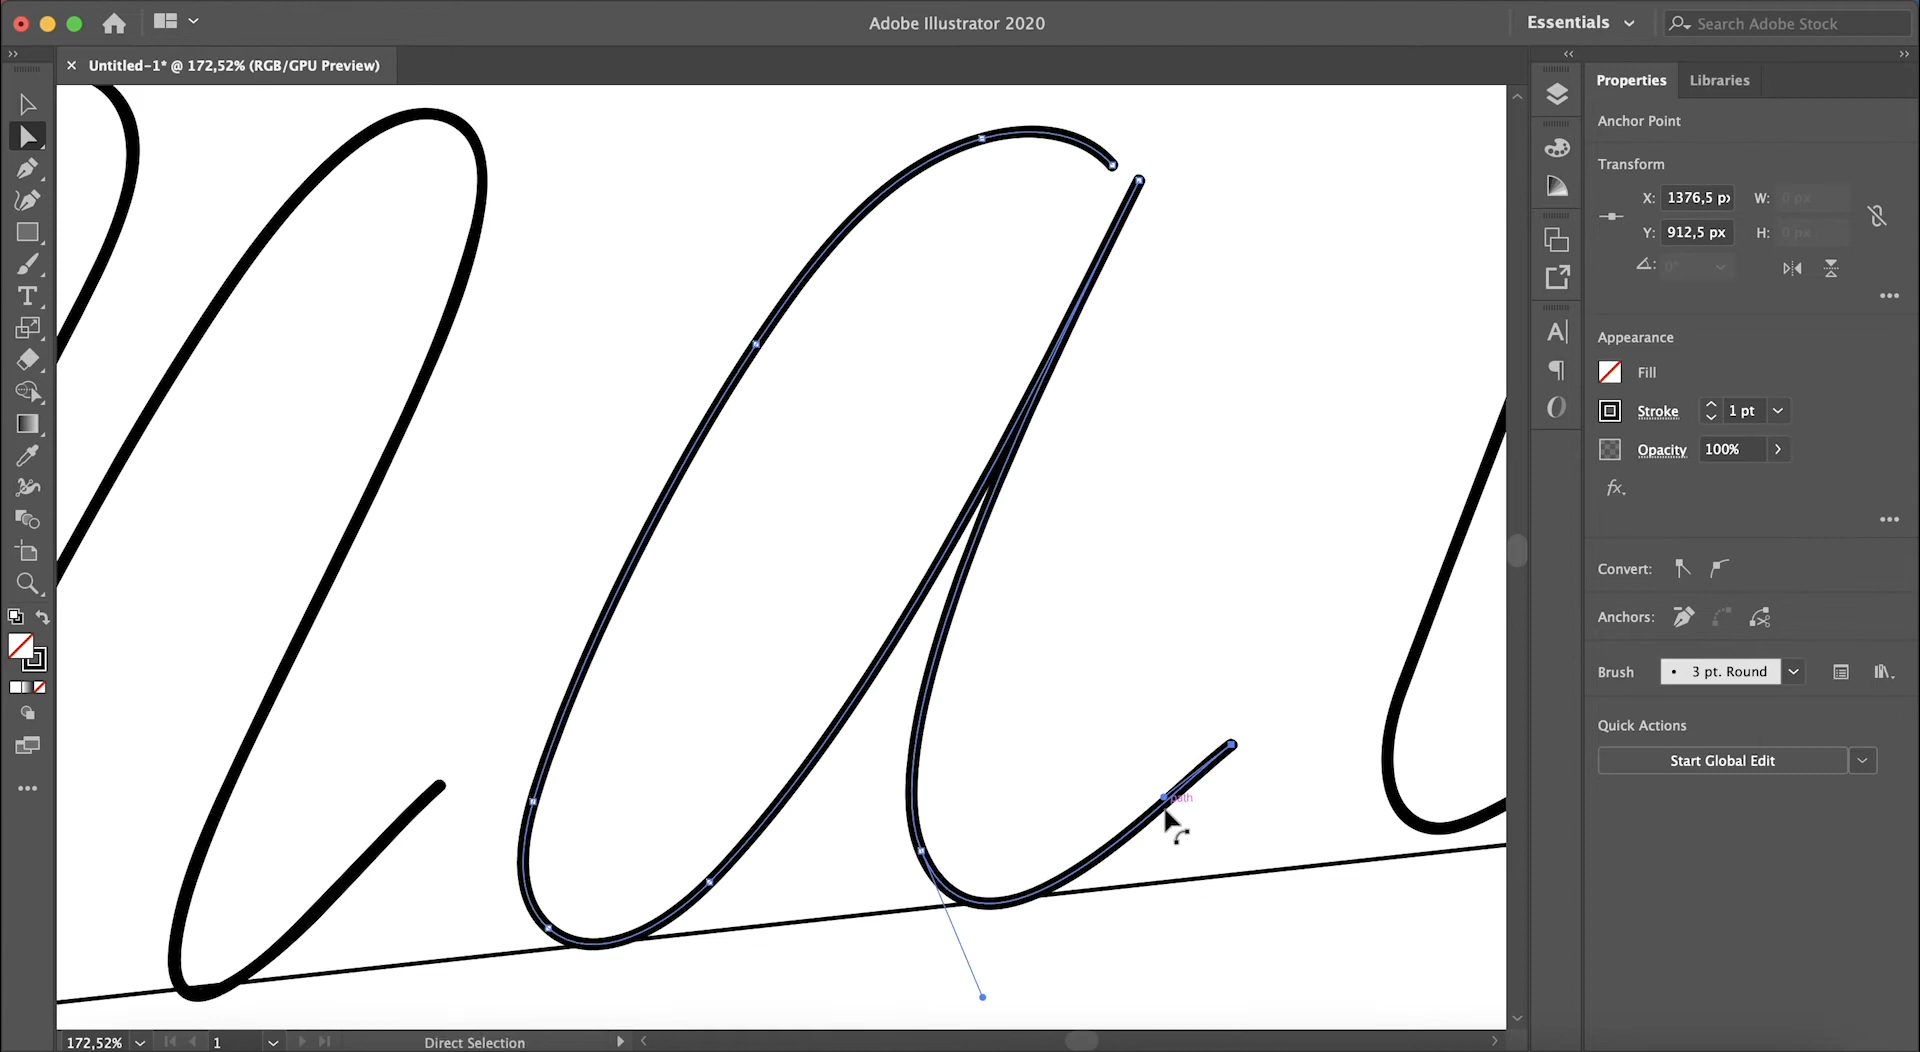 Adobe Illustrator 2020
Essentials
Search Adobe Stock
× Untitled-1* @ 172,52% (RGB/GPU Preview)
Properties
Libraries
Anchor Point
Transform
X: 1376,5 px W: 0 px
Y: 912,5 px H: 0 px
0°
Appearance
Fill
Stroke 1 pt
Opacity 100%
fx.
Convert:
Anchors:
Brush 3 pt. Round
Quick Actions
Start Global Edit
path
a
172,52% 1 Direct Selection